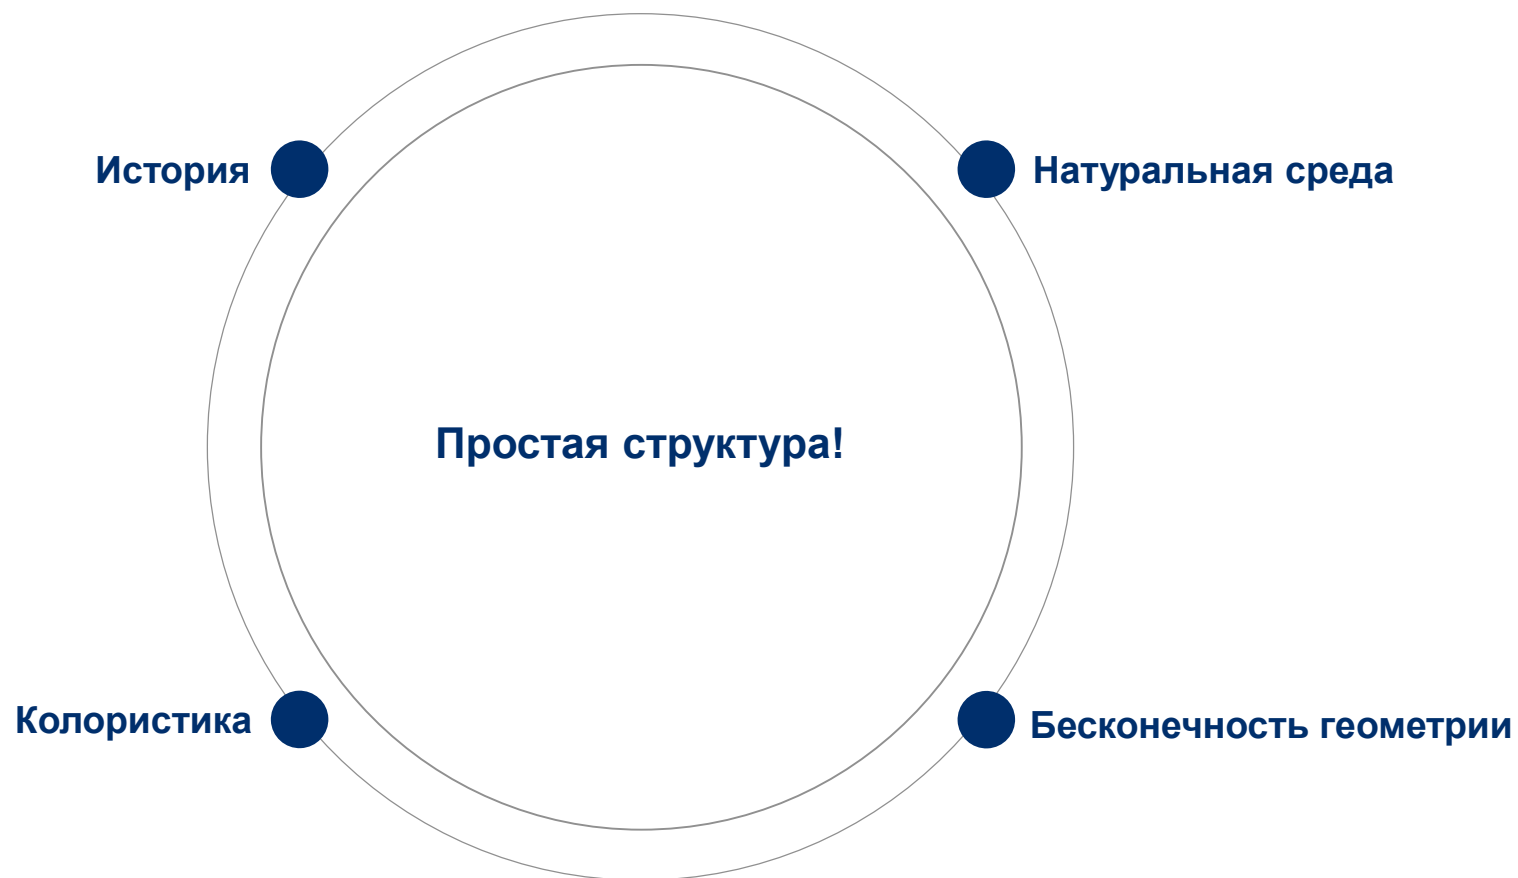 История
Натуральная среда
Простая структура!
Колористика
Бесконечность геометрии